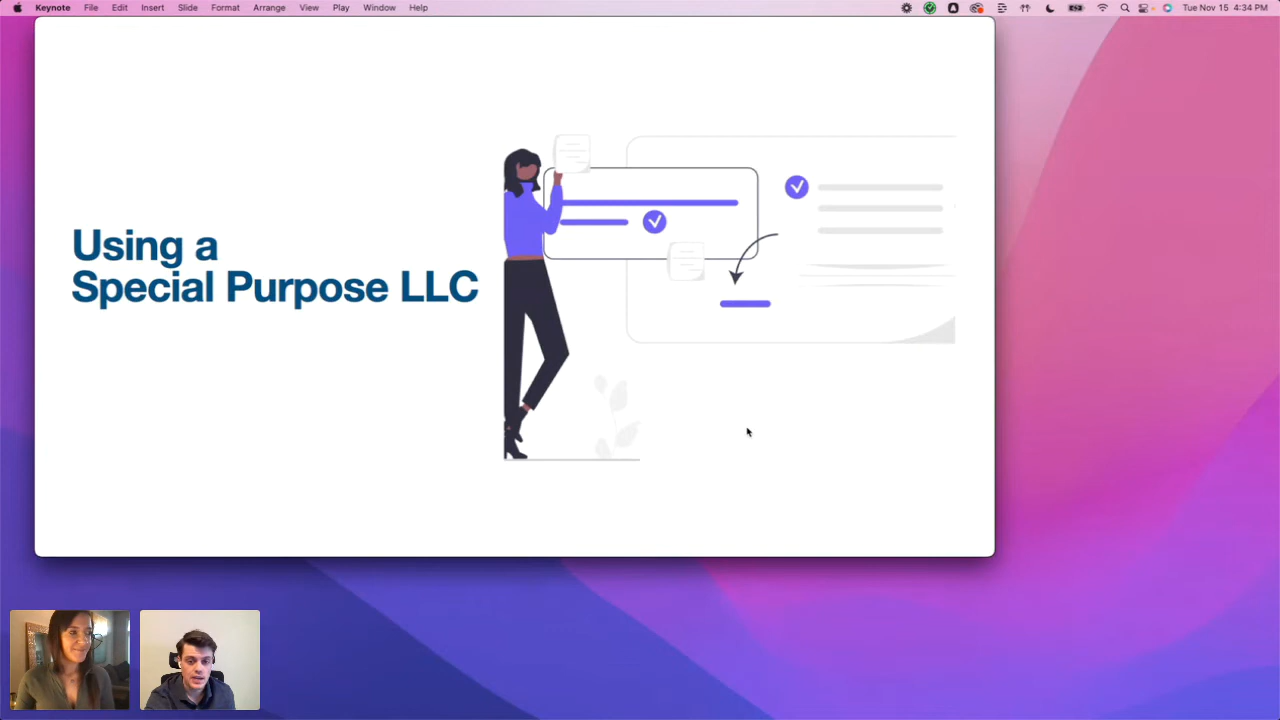 Keynote File Edit Insert Slide Format Arrange View Play Window Help Tue Nov 15 4:34 PM
Using a
Special Purpose LLC